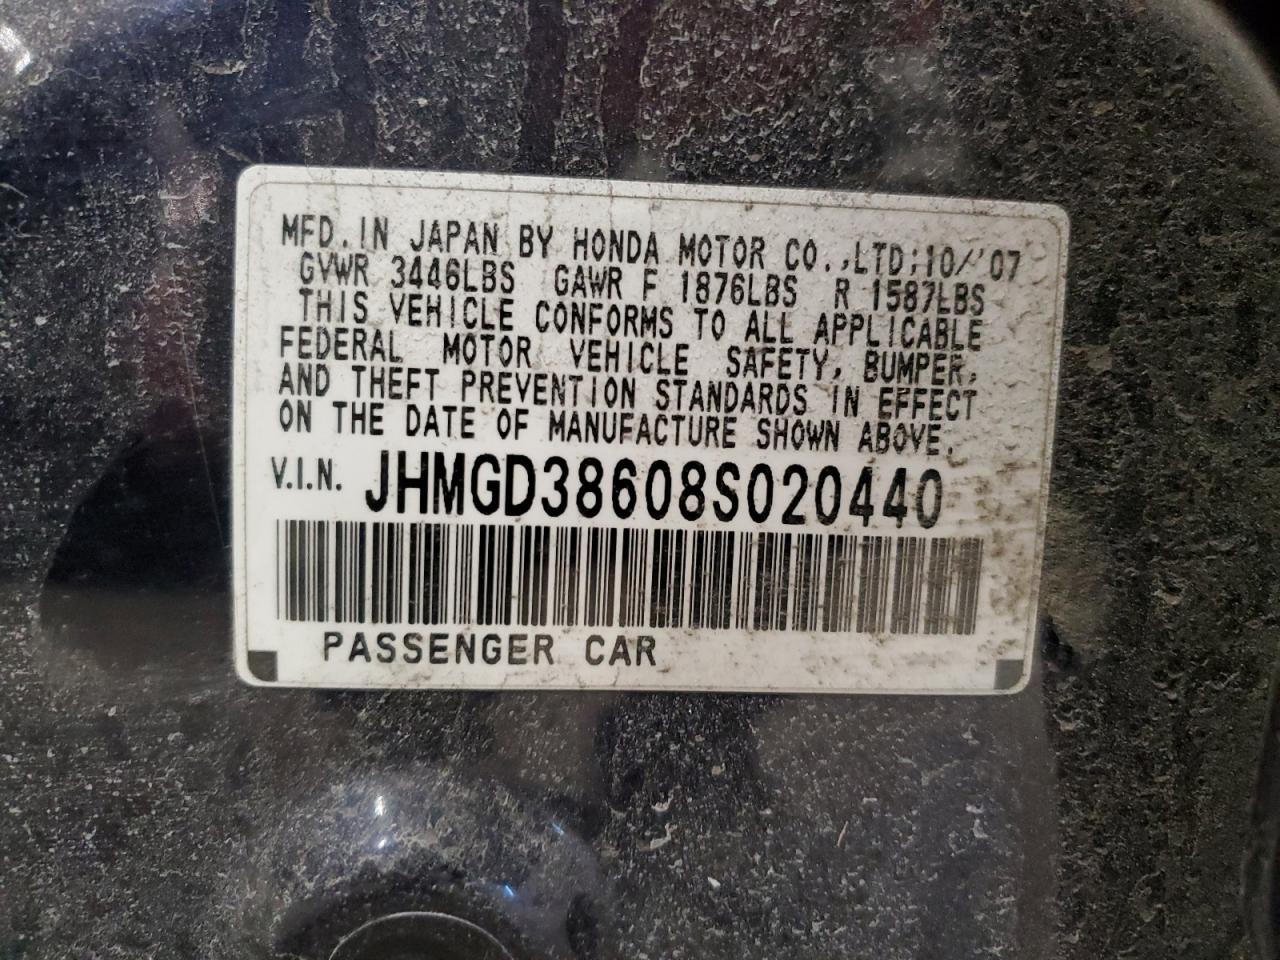 MFD. IN JAPAN BY HONDA MOTOR CO., LTD; 10/'07
GVWR 3446LBS GAWR F 1876LBS R 1587LBS
THIS VEHICLE CONFORMS TO ALL APPLICABLE
FEDERAL MOTOR VEHICLE SAFETY, BUMPER,
AND THEFT PREVENTION STANDARDS IN EFFECT
ON THE DATE OF MANUFACTURE SHOWN ABOVE.
V.I.N. JHMGD38608S020440
PASSENGER CAR